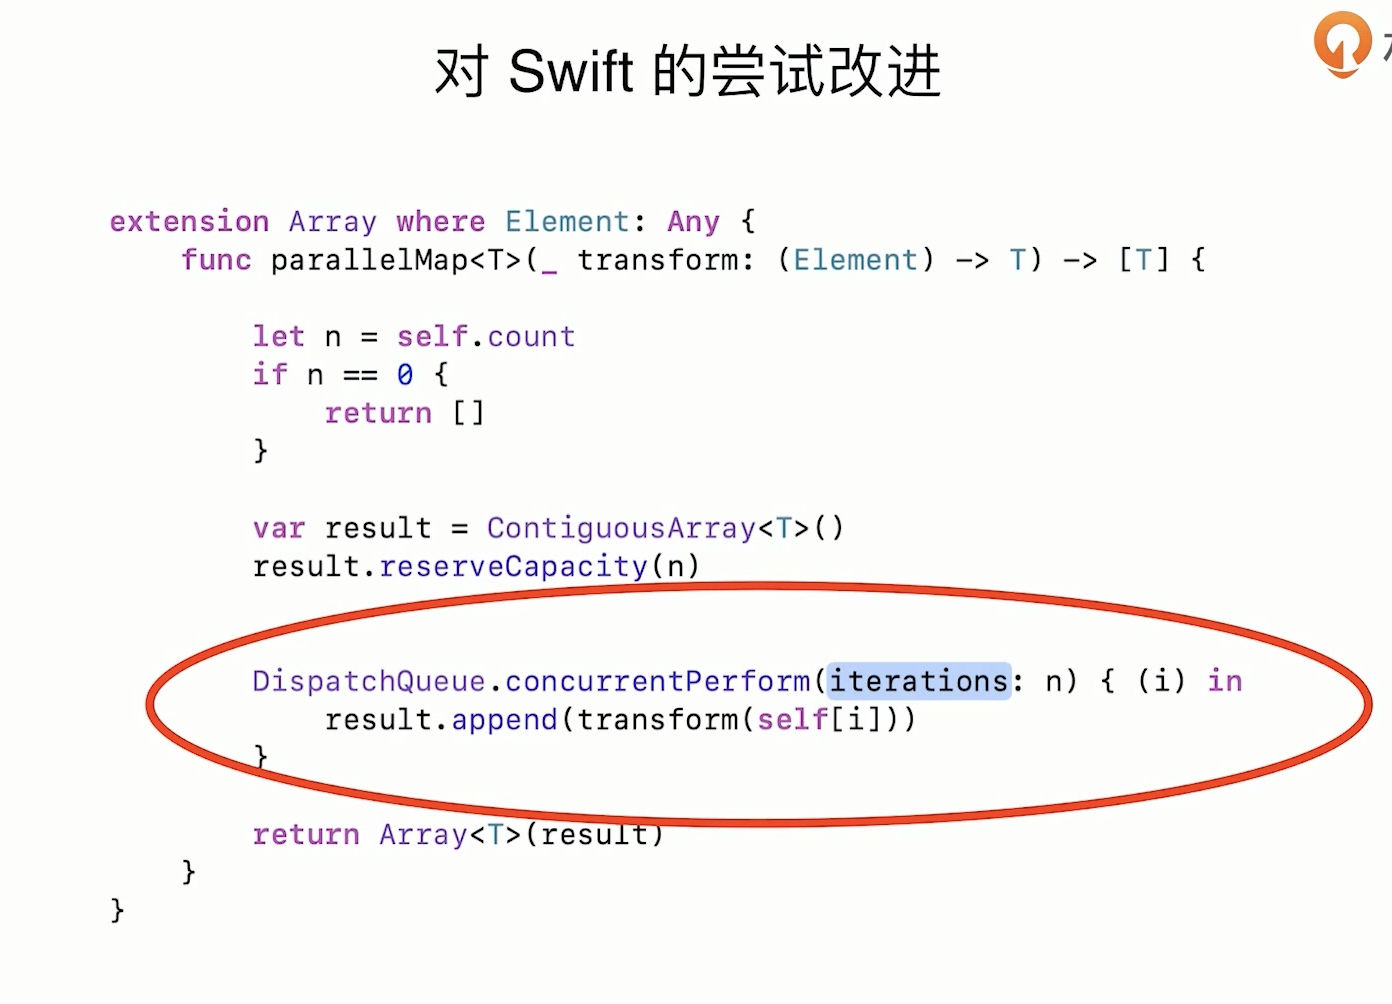 对 Swift 的尝试改进
extension Array where Element: Any {
func parallelMap<T>(_ transform: (Element) -> T) -> [T] {
let n = self.count
if n == 0 {
return []
}
var result = ContiguousArray<T>()
result.reserveCapacity(n)
DispatchQueue.concurrentPerform(iterations: n) { (i) in
result.append(transform(self[i]))
}
return Array<T>(result)
}
}